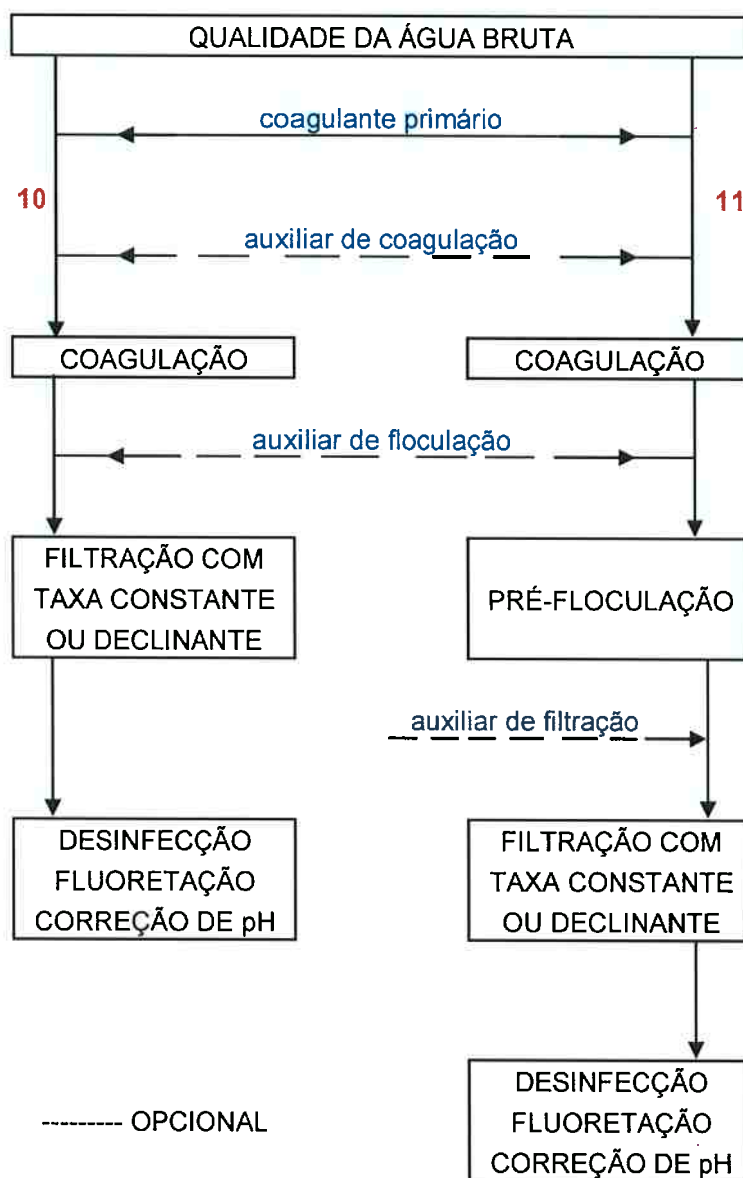 QUALIDADE DA ÁGUA BRUTA
coagulante primário
10
11
auxiliar de coagulação
COAGULAÇÃO
COAGULAÇÃO
auxiliar de floculação
FILTRAÇÃO COM
TAXA CONSTANTE
OU DECLINANTE
PRÉ-FLOCULAÇÃO
auxiliar de filtração
DESINFECÇÃO
FLUORETAÇÃO
CORREÇÃO DE pH
FILTRAÇÃO COM
TAXA CONSTANTE
OU DECLINANTE
--------- OPCIONAL
DESINFECÇÃO
FLUORETAÇÃO
CORREÇÃO DE pH